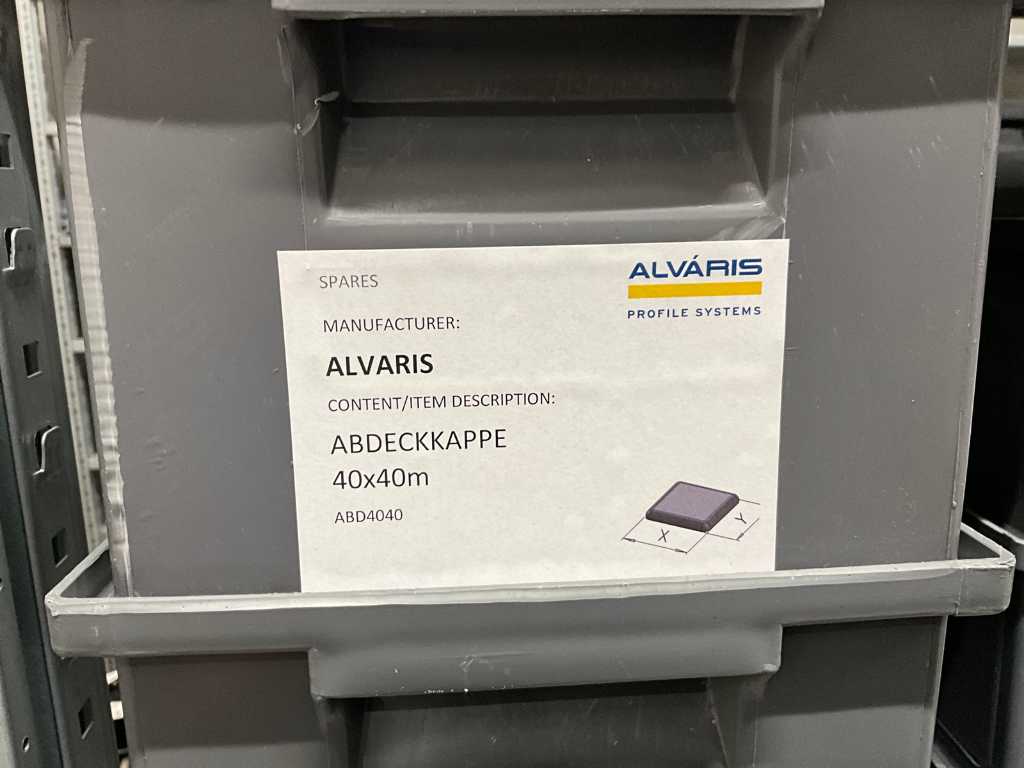 SPARES
ALVÁRIS
PROFILE SYSTEMS
MANUFACTURER:
ALVARIS
CONTENT/ITEM DESCRIPTION:
ABDECKKAPPE
40x40m
ABD4040
X
Y